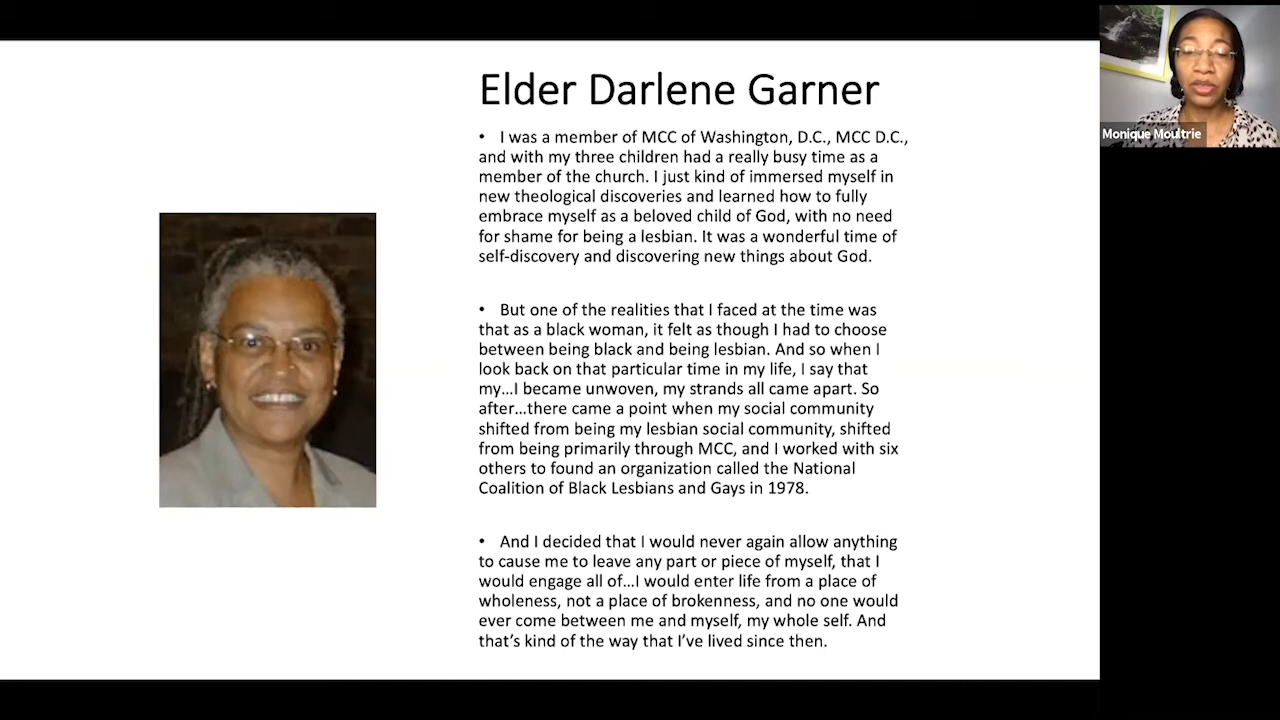 Elder Darlene Garner
• I was a member of MCC of Washington, D.C., MCC D.C.,
and with my three children had a really busy time as a
member of the church. I just kind of immersed myself in
new theological discoveries and learned how to fully
embrace myself as a beloved child of God, with no need
for shame for being a lesbian. It was a wonderful time of
self-discovery and discovering new things about God.
• But one of the realities that I faced at the time was
that as a black woman, it felt as though I had to choose
between being black and being lesbian. And so when I
look back on that particular time in my life, I say that
my…I became unwoven, my strands all came apart. So
after…there came a point when my social community
shifted from being my lesbian social community, shifted
from being primarily through MCC, and I worked with six
others to found an organization called the National
Coalition of Black Lesbians and Gays in 1978.
• And I decided that I would never again allow anything
to cause me to leave any part or piece of myself, that I
would engage all of…I would enter life from a place of
wholeness, not a place of brokenness, and no one would
ever come between me and myself, my whole self. And
that’s kind of the way that I’ve lived since then.
Monique Moultrie